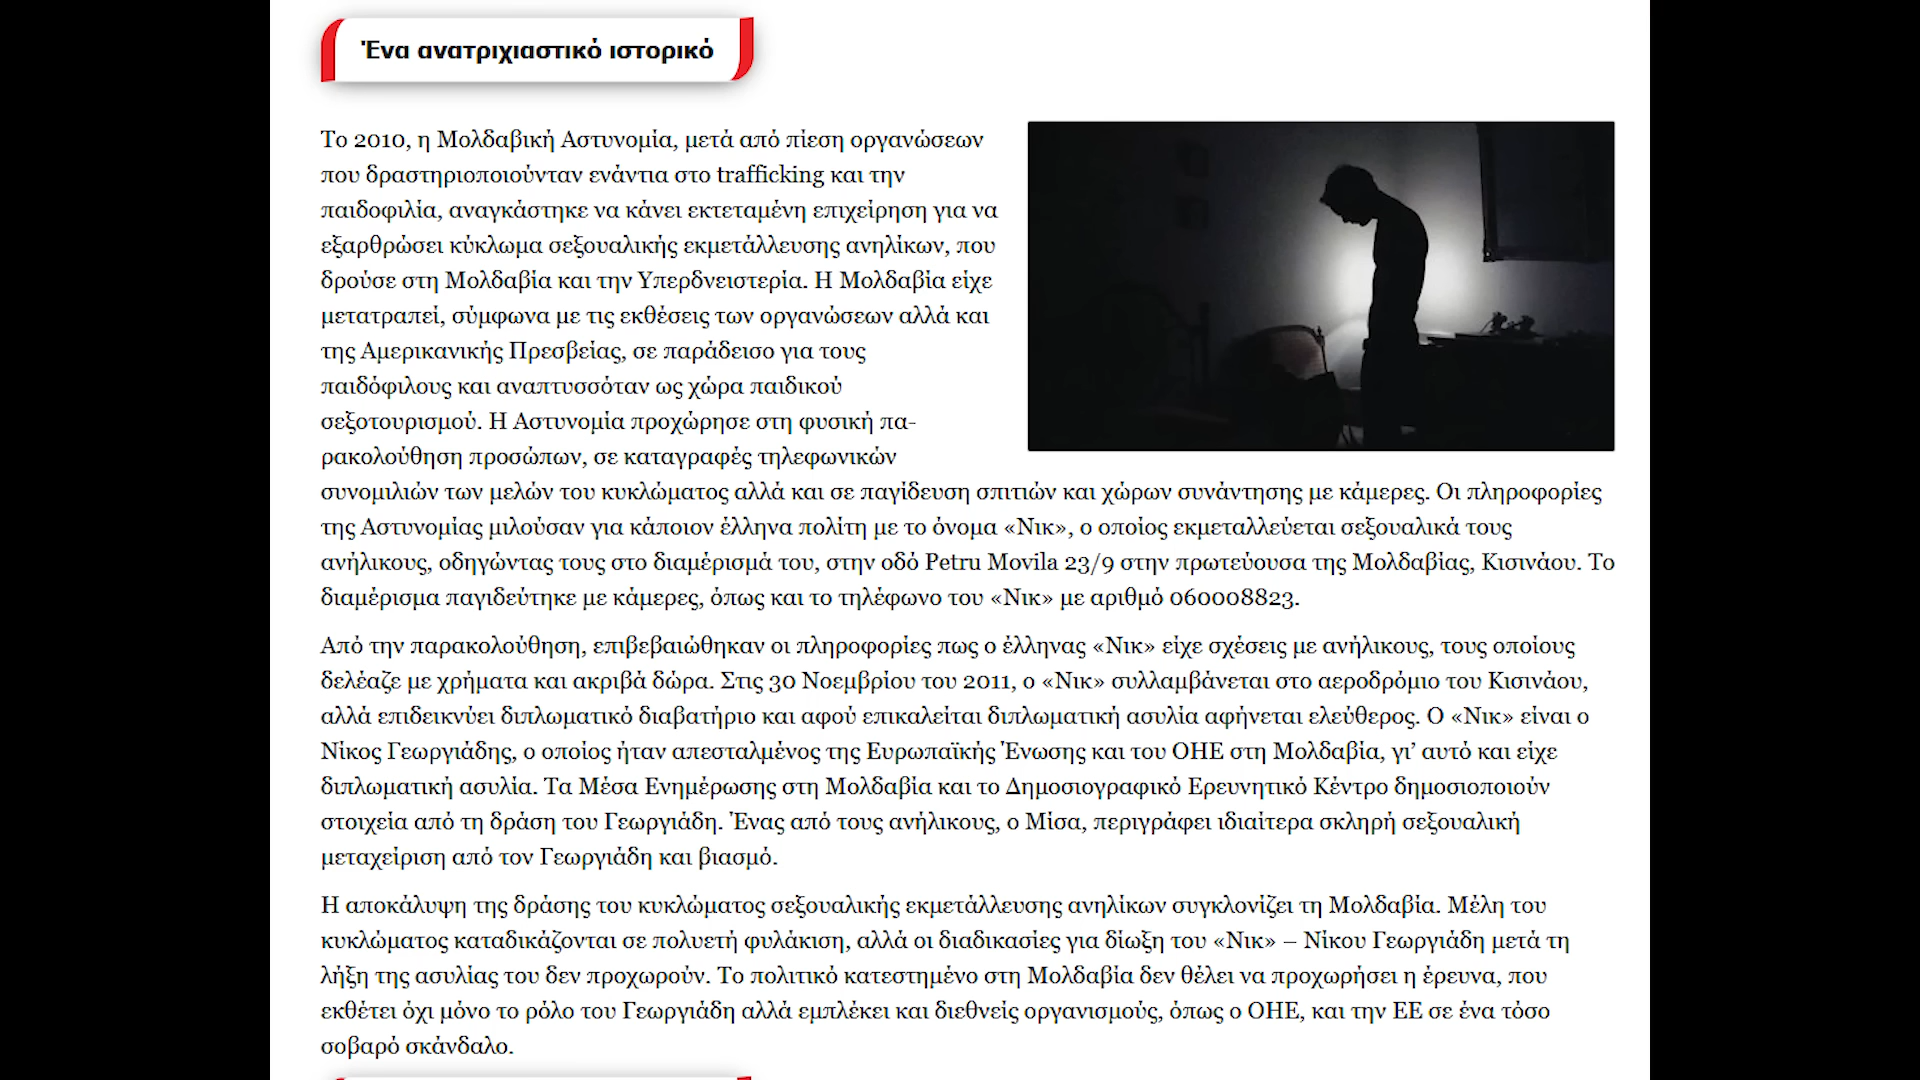 Ένα ανατριχιαστικό ιστορικό
Το 2010, η Μολδαβική Αστυνομία, μετά από πίεση οργανώσεων
που δραστηριοποιούνταν ενάντια στο trafficking και την
παιδοφιλία, αναγκάστηκε να κάνει εκτεταμένη επιχείρηση για να
εξαρθρώσει κύκλωμα σεξουαλικής εκμετάλλευσης ανηλίκων, που
δρούσε στη Μολδαβία και την Υπερδνειστερία. Η Μολδαβία είχε
μετατραπεί, σύμφωνα με τις εκθέσεις των οργανώσεων αλλά και
της Αμερικανικής Πρεσβείας, σε παράδεισο για τους
παιδόφιλους και αναπτυσσόταν ως χώρα παιδικού
σεξοτουρισμού. Η Αστυνομία προχώρησε στη φυσική πα-
ρακολούθηση προσώπων, σε καταγραφές τηλεφωνικών
συνομιλιών των μελών του κυκλώματος αλλά και σε παγίδευση σπιτιών και χώρων συνάντησης με κάμερες. Οι πληροφορίες
της Αστυνομίας μιλούσαν για κάποιον έλληνα πολίτη με το όνομα «Νικ», ο οποίος εκμεταλλεύεται σεξουαλικά τους
ανήλικους, οδηγώντας τους στο διαμέρισμά του, στην οδό Petru Movila 23/9 στην πρωτεύουσα της Μολδαβίας, Κισινάου. Το
διαμέρισμα παγιδεύτηκε με κάμερες, όπως και το τηλέφωνο του «Νικ» με αριθμό 060008823.
Από την παρακολούθηση, επιβεβαιώθηκαν οι πληροφορίες πως ο έλληνας «Νικ» είχε σχέσεις με ανήλικους, τους οποίους
δελέαζε με χρήματα και ακριβά δώρα. Στις 30 Νοεμβρίου του 2011, ο «Νικ» συλλαμβάνεται στο αεροδρόμιο του Κισινάου,
αλλά επιδεικνύει διπλωματικό διαβατήριο και αφού επικαλείται διπλωματική ασυλία αφήνεται ελεύθερος. Ο «Νικ» είναι ο
Νίκος Γεωργιάδης, ο οποίος ήταν απεσταλμένος της Ευρωπαϊκής Ένωσης και του ΟΗΕ στη Μολδαβία, γι’ αυτό και είχε
διπλωματική ασυλία. Τα Μέσα Ενημέρωσης στη Μολδαβία και το Δημοσιογραφικό Ερευνητικό Κέντρο δημοσιοποιούν
στοιχεία από τη δράση του Γεωργιάδη. Ένας από τους ανήλικους, ο Μίσα, περιγράφει ιδιαίτερα σκληρή σεξουαλική
μεταχείριση από τον Γεωργιάδη και βιασμό.
Η αποκάλυψη της δράσης του κυκλώματος σεξουαλικής εκμετάλλευσης ανηλίκων συγκλονίζει τη Μολδαβία. Μέλη του
κυκλώματος καταδικάζονται σε πολυετή φυλάκιση, αλλά οι διαδικασίες για δίωξη του «Νικ» – Νίκου Γεωργιάδη μετά τη
λήξη της ασυλίας του δεν προχωρούν. Το πολιτικό κατεστημένο στη Μολδαβία δεν θέλει να προχωρήσει η έρευνα, που
εκθέτει όχι μόνο το ρόλο του Γεωργιάδη αλλά εμπλέκει και διεθνείς οργανισμούς, όπως ο ΟΗΕ, και την ΕΕ σε ένα τόσο
σοβαρό σκάνδαλο.